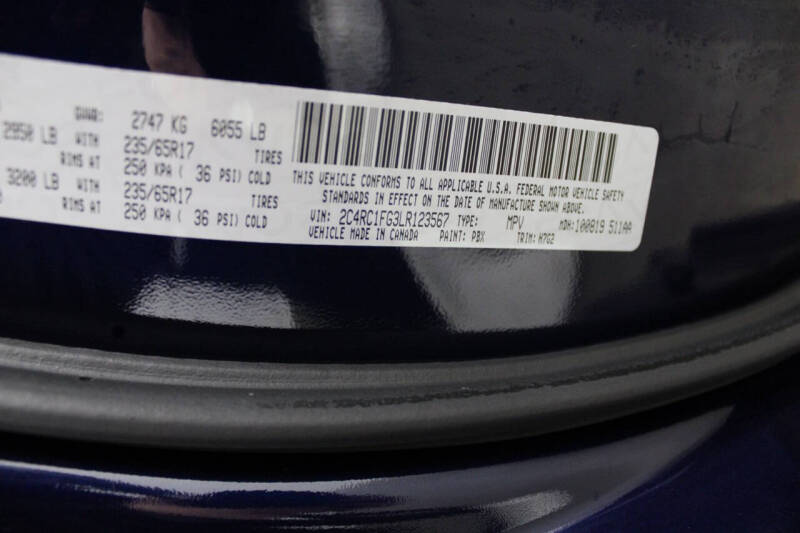 GVWR: 2747 KG 6055 LB
2950 LB WITH 235/65R17 TIRES
RIMS AT 250 KPA ( 36 PSI) COLD
3200 LB WITH 235/65R17 TIRES
RIMS AT 250 KPA ( 36 PSI) COLD
THIS VEHICLE CONFORMS TO ALL APPLICABLE U.S.A. FEDERAL MOTOR VEHICLE SAFETY
STANDARDS IN EFFECT ON THE DATE OF MANUFACTURE SHOWN ABOVE.
VIN: 2C4RC1FG3LR123567 TYPE: MPV MDH:100819 511AA
VEHICLE MADE IN CANADA PAINT: PBX TRIM: H7G2